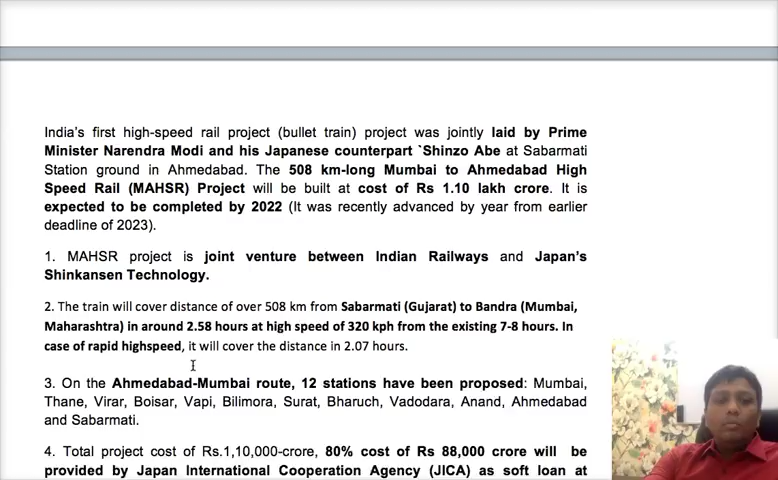 India's first high-speed rail project (bullet train) project was jointly laid by Prime
Minister Narendra Modi and his Japanese counterpart `Shinzo Abe at Sabarmati
Station ground in Ahmedabad. The 508 km-long Mumbai to Ahmedabad High
Speed Rail (MAHSR) Project will be built at cost of Rs 1.10 lakh crore. It is
expected to be completed by 2022 (It was recently advanced by year from earlier
deadline of 2023).
1. MAHSR project is joint venture between Indian Railways and Japan's
Shinkansen Technology.
2. The train will cover distance of over 508 km from Sabarmati (Gujarat) to Bandra (Mumbai,
Maharashtra) in around 2.58 hours at high speed of 320 kph from the existing 7-8 hours. In
case of rapid highspeed, it will cover the distance in 2.07 hours.
3. On the Ahmedabad-Mumbai route, 12 stations have been proposed: Mumbai,
Thane, Virar, Boisar, Vapi, Bilimora, Surat, Bharuch, Vadodara, Anand, Ahmedabad
and Sabarmati.
4. Total project cost of Rs.1,10,000-crore, 80% cost of Rs 88,000 crore will be
provided by Japan International Cooperation Agency (JICA) as soft loan at